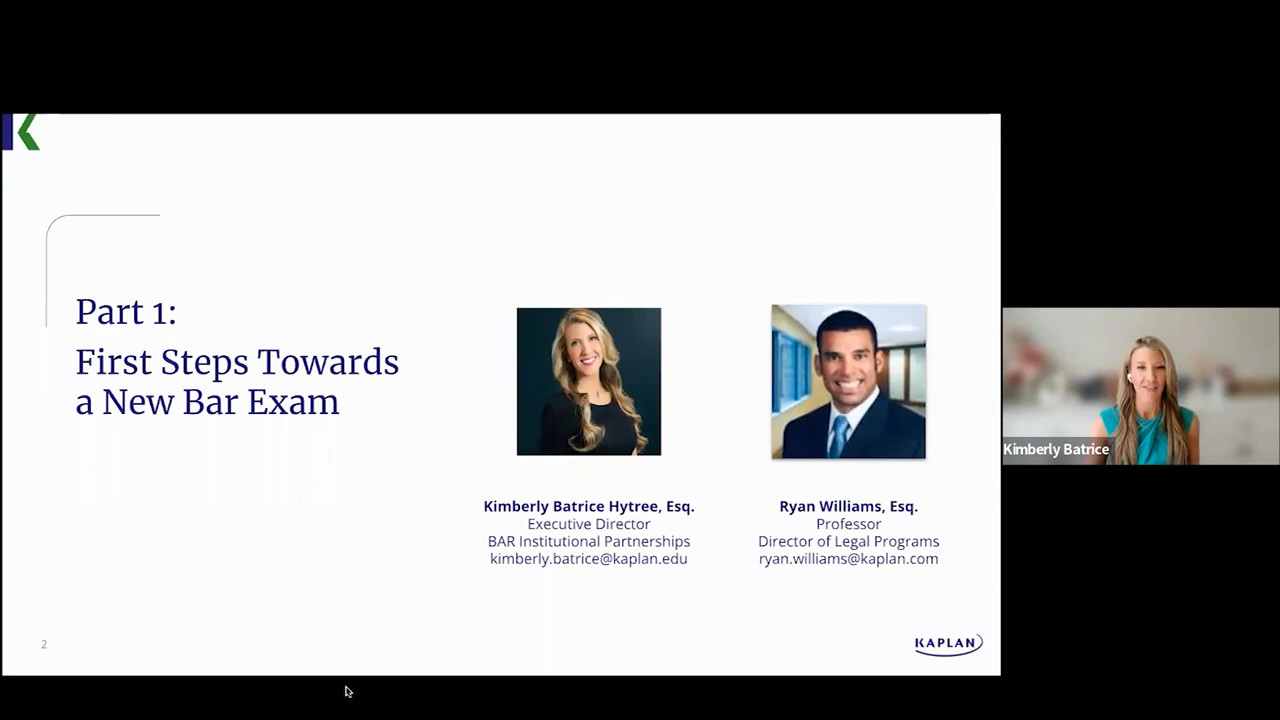 Part 1:
First Steps Towards
a New Bar Exam
Kimberly Batrice Hytree, Esq.
Executive Director
BAR Institutional Partnerships
kimberly.batrice@kaplan.edu
Ryan Williams, Esq.
Professor
Director of Legal Programs
ryan.williams@kaplan.com
Kimberly Batrice
2
KAPLAN